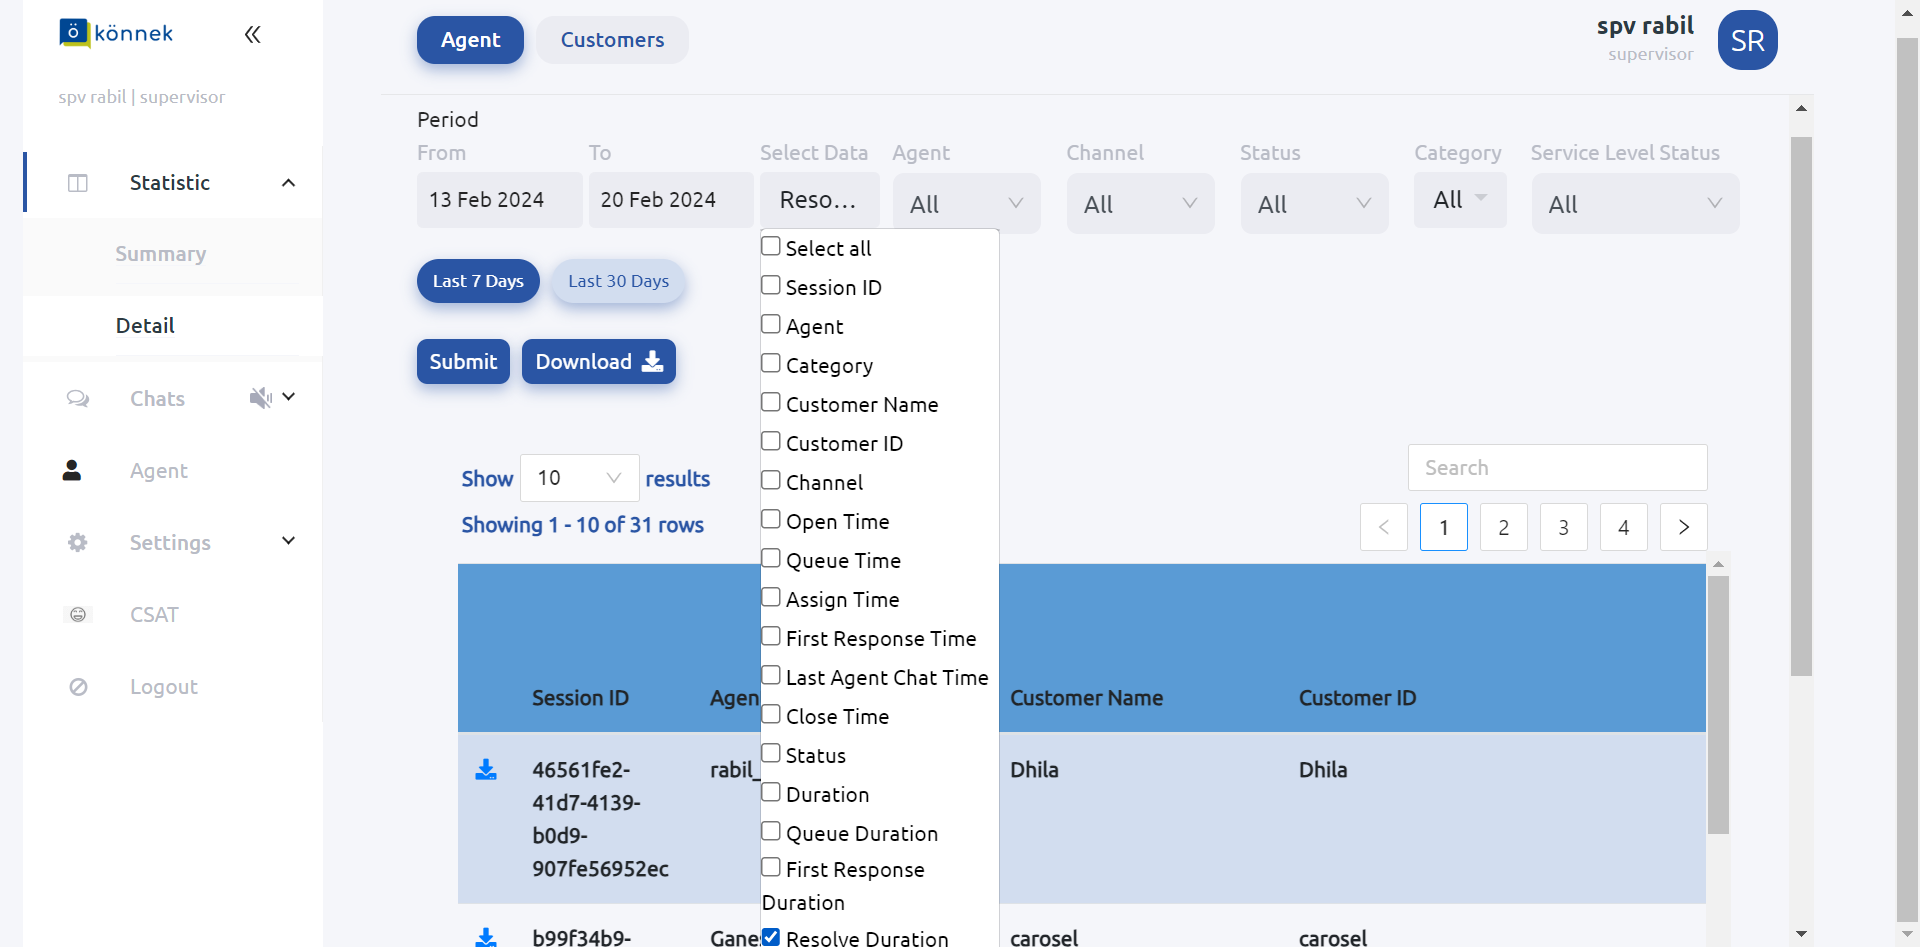 ö könnek
spv rabil | supervisor
Statistic
Summary
Detail
Chats
Agent
Settings
CSAT
Logout
Agent
Customers
spv rabil
supervisor
SR
Period
From
To
Select Data
Agent
Channel
Status
Category
Service Level Status
13 Feb 2024
20 Feb 2024
Reso...
All
All
All
All
All
Last 7 Days
Last 30 Days
Submit
Download
Select all
Session ID
Agent
Category
Customer Name
Customer ID
Channel
Open Time
Queue Time
Assign Time
First Response Time
Last Agent Chat Time
Close Time
Status
Duration
Queue Duration
First Response
Duration
Resolve Duration
Show 10 results
Showing 1 - 10 of 31 rows
Search
< 1 2 3 4 >
Session ID
Agen
Customer Name
Customer ID
46561fe2-
41d7-4139-
b0d9-
907fe56952ec
rabil_
Dhila
Dhila
b99f34b9-
Gane
carosel
carosel